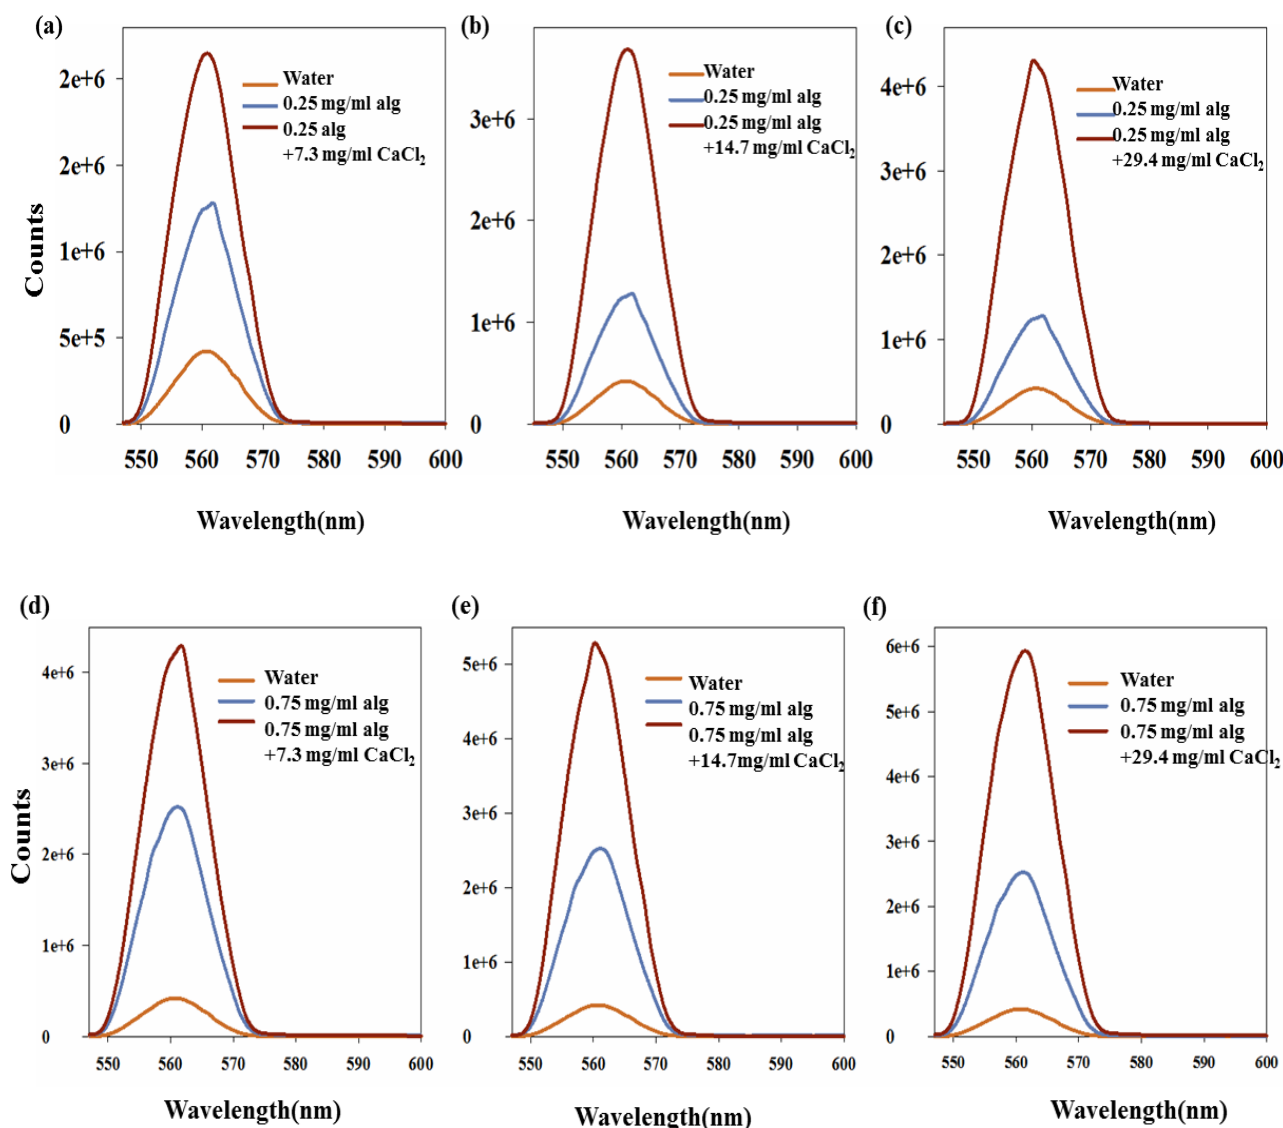 (a)
2e+6
2e+6
1e+6
5e+5
0
Counts
Water
0.25 mg/ml alg
0.25 alg
+7.3 mg/ml CaCl₂
550 560 570 580 590 600
Wavelength(nm)
(b)
3e+6
2e+6
1e+6
0
Water
0.25 mg/ml alg
0.25 mg/ml alg
+14.7 mg/ml CaCl₂
550 560 570 580 590 600
Wavelength(nm)
(c)
4e+6
4e+6
2e+6
1e+6
0
Water
0.25 mg/ml alg
0.25 mg/ml alg
+29.4 mg/ml CaCl₂
550 560 570 580 590 600
Wavelength(nm)
(d)
4e+6
3e+6
2e+6
1e+6
0
Counts
Water
0.75 mg/ml alg
0.75 mg/ml alg
+7.3 mg/ml CaCl₂
550 560 570 580 590 600
Wavelength(nm)
(e)
5e+6
4e+6
3e+6
2e+6
1e+6
0
Water
0.75 mg/ml alg
0.75 mg/ml alg
+14.7mg/ml CaCl₂
550 560 570 580 590 600
Wavelength(nm)
(f)
6e+6
5e+6
4e+6
3e+6
2e+6
1e+6
0
Water
0.75 mg/ml alg
0.75 mg/ml alg
+29.4 mg/ml CaCl₂
550 560 570 580 590 600
Wavelength(nm)